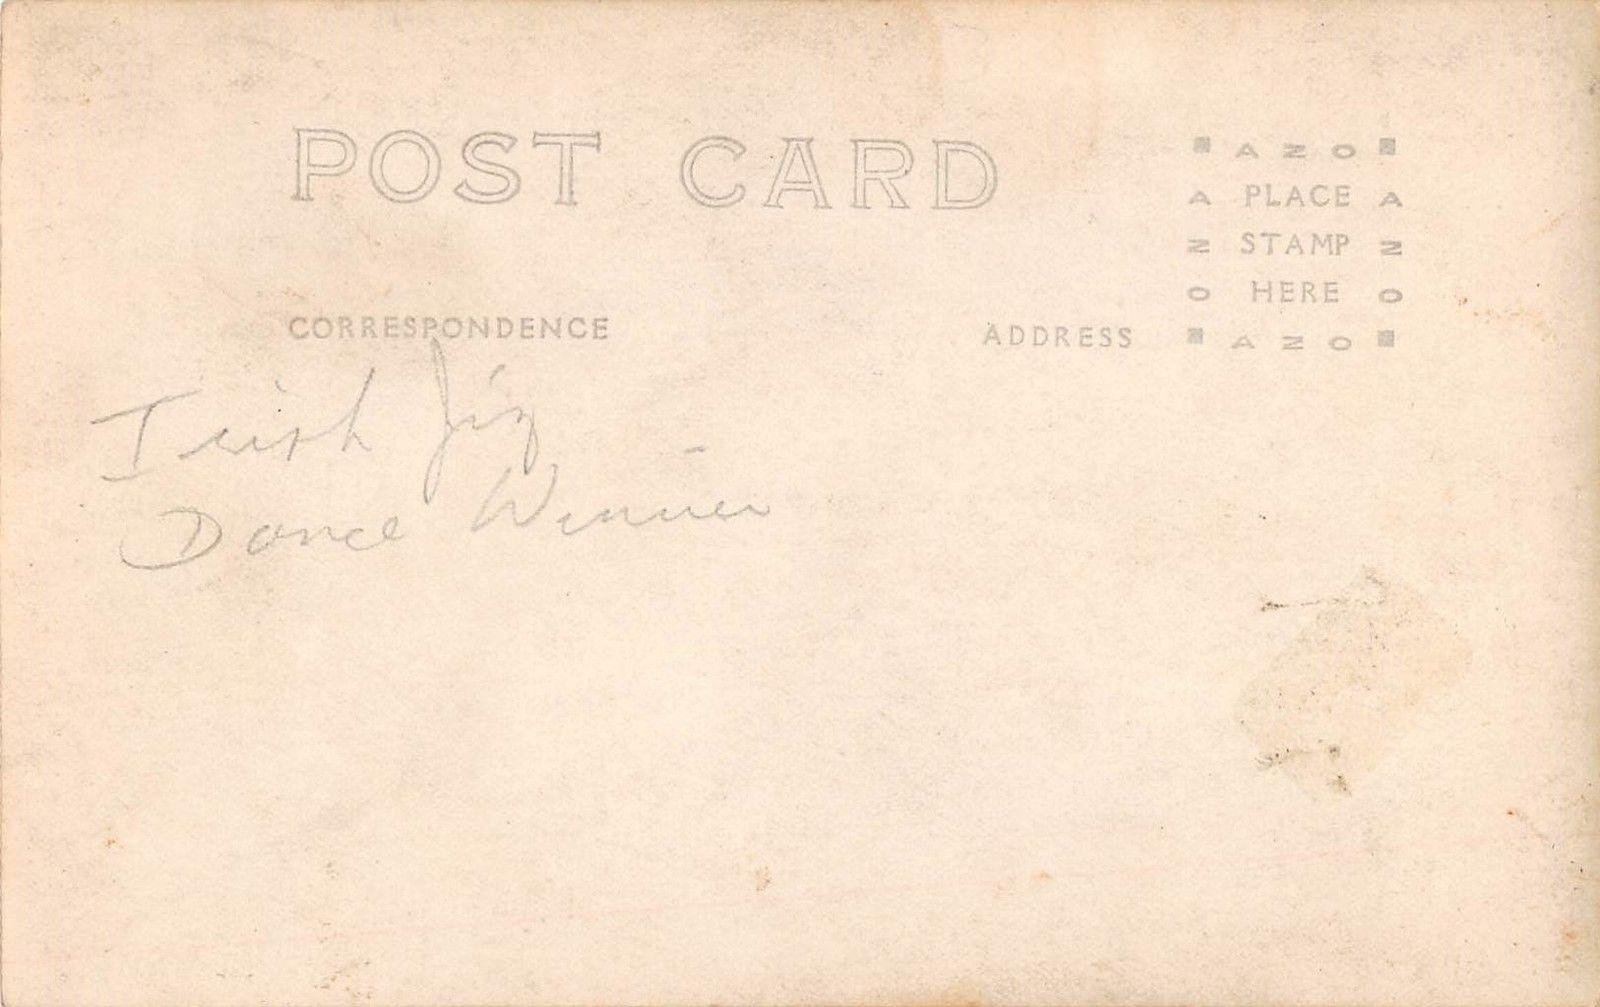 POST CARD
AZO
A PLACE A
N STAMP N
O HERE O
AZO
CORRESPONDENCE
ADDRESS
Irish Jig
Dance Winner